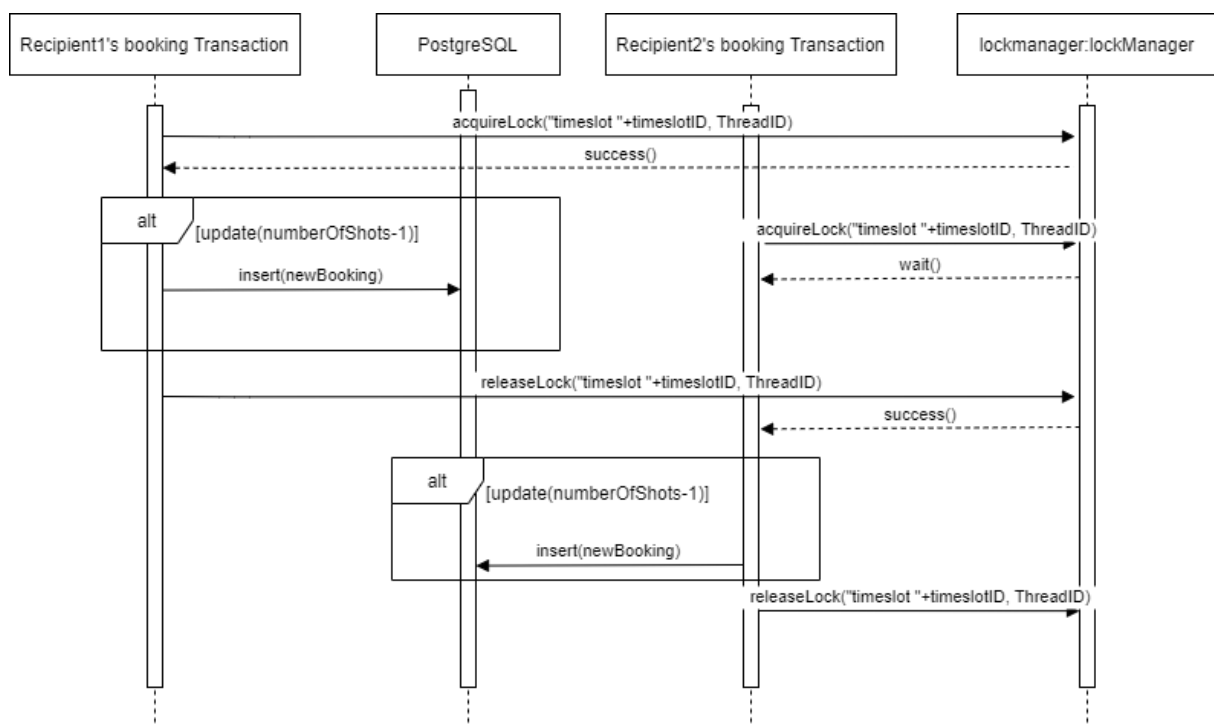 Recipient1's booking Transaction
PostgreSQL
Recipient2's booking Transaction
lockmanager:lockManager
acquireLock("timeslot "+timeslotID, ThreadID)
success()
alt
[update(numberOfShots-1)]
acquireLock("timeslot "+timeslotID, ThreadID)
wait()
insert(newBooking)
releaseLock("timeslot "+timeslotID, ThreadID)
success()
alt
[update(numberOfShots-1)]
insert(newBooking)
releaseLock("timeslot "+timeslotID, ThreadID)